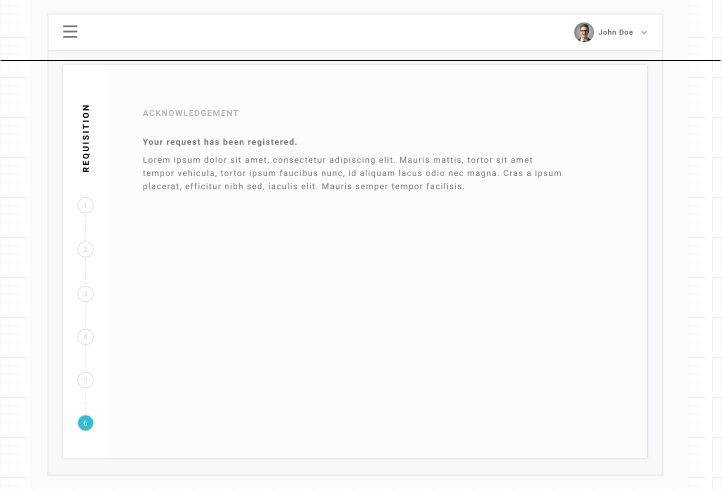 John Doe
REQUISITION
ACKNOWLEDGEMENT
Your request has been registered.
Lorem ipsum dolor sit amet, consectetur adipiscing elit. Mauris mattis, tortor sit amet
tempor vehicula, tortor ipsum faucibus nunc, id aliquam lacus odio nec magna. Cras a ipsum
placerat, efficitur nibh sed, iaculis elit. Mauris semper tempor facilisis.
1
2
3
4
5
6